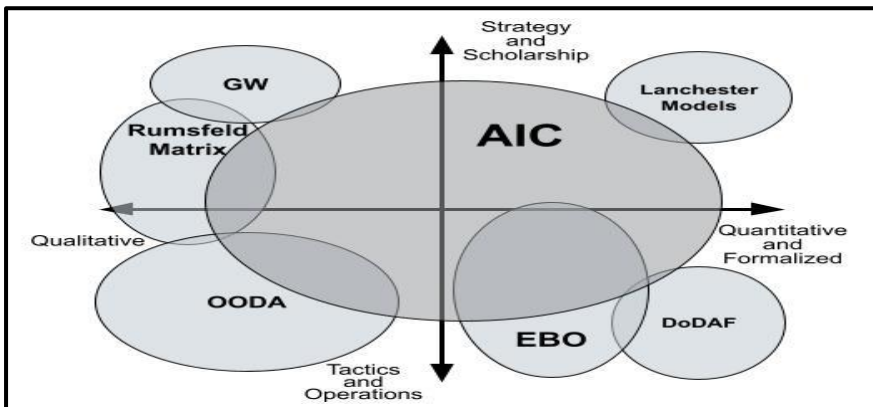 Strategy
and
Scholarship
GW
Lanchester
Models
Rumsfeld
Matrix
AIC
Qualitative
Quantitative
and
Formalized
OODA
EBO
DoDAF
Tactics
and
Operations